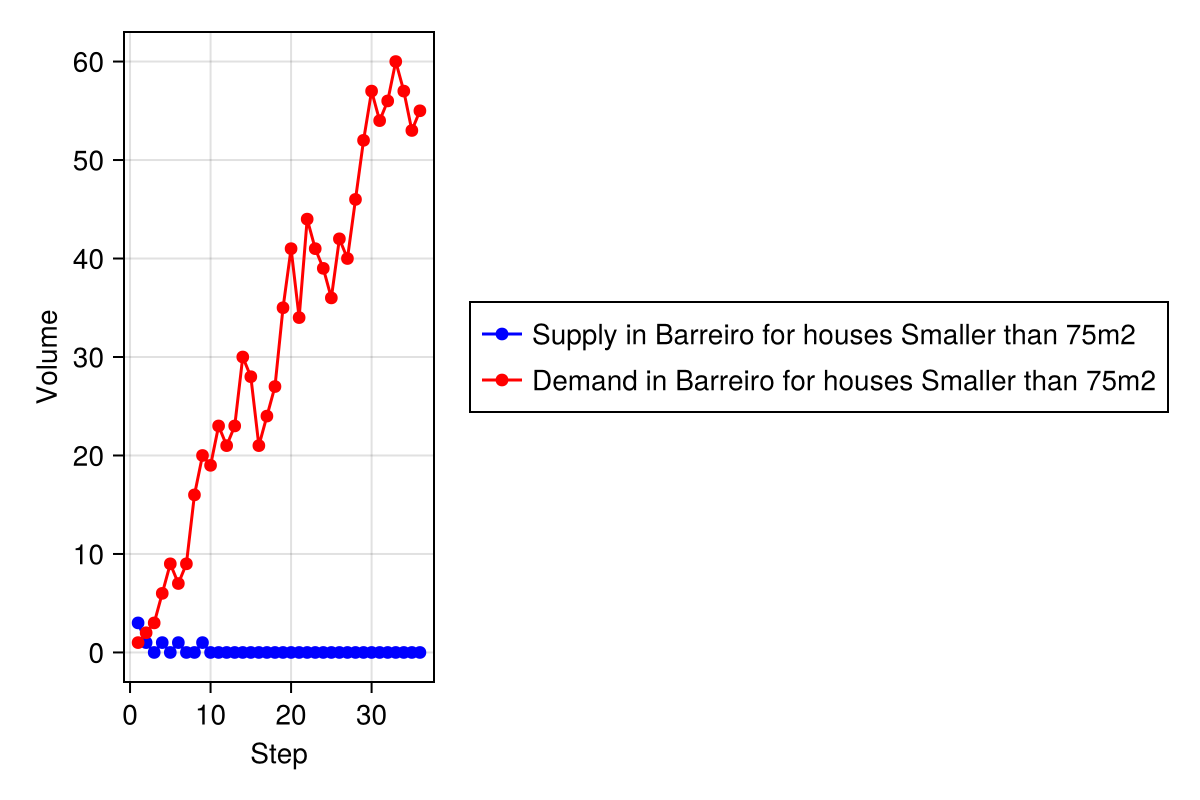 60
50
40
30
20
10
0
Volume
0 10 20 30
Step
Supply in Barreiro for houses Smaller than 75m2
Demand in Barreiro for houses Smaller than 75m2